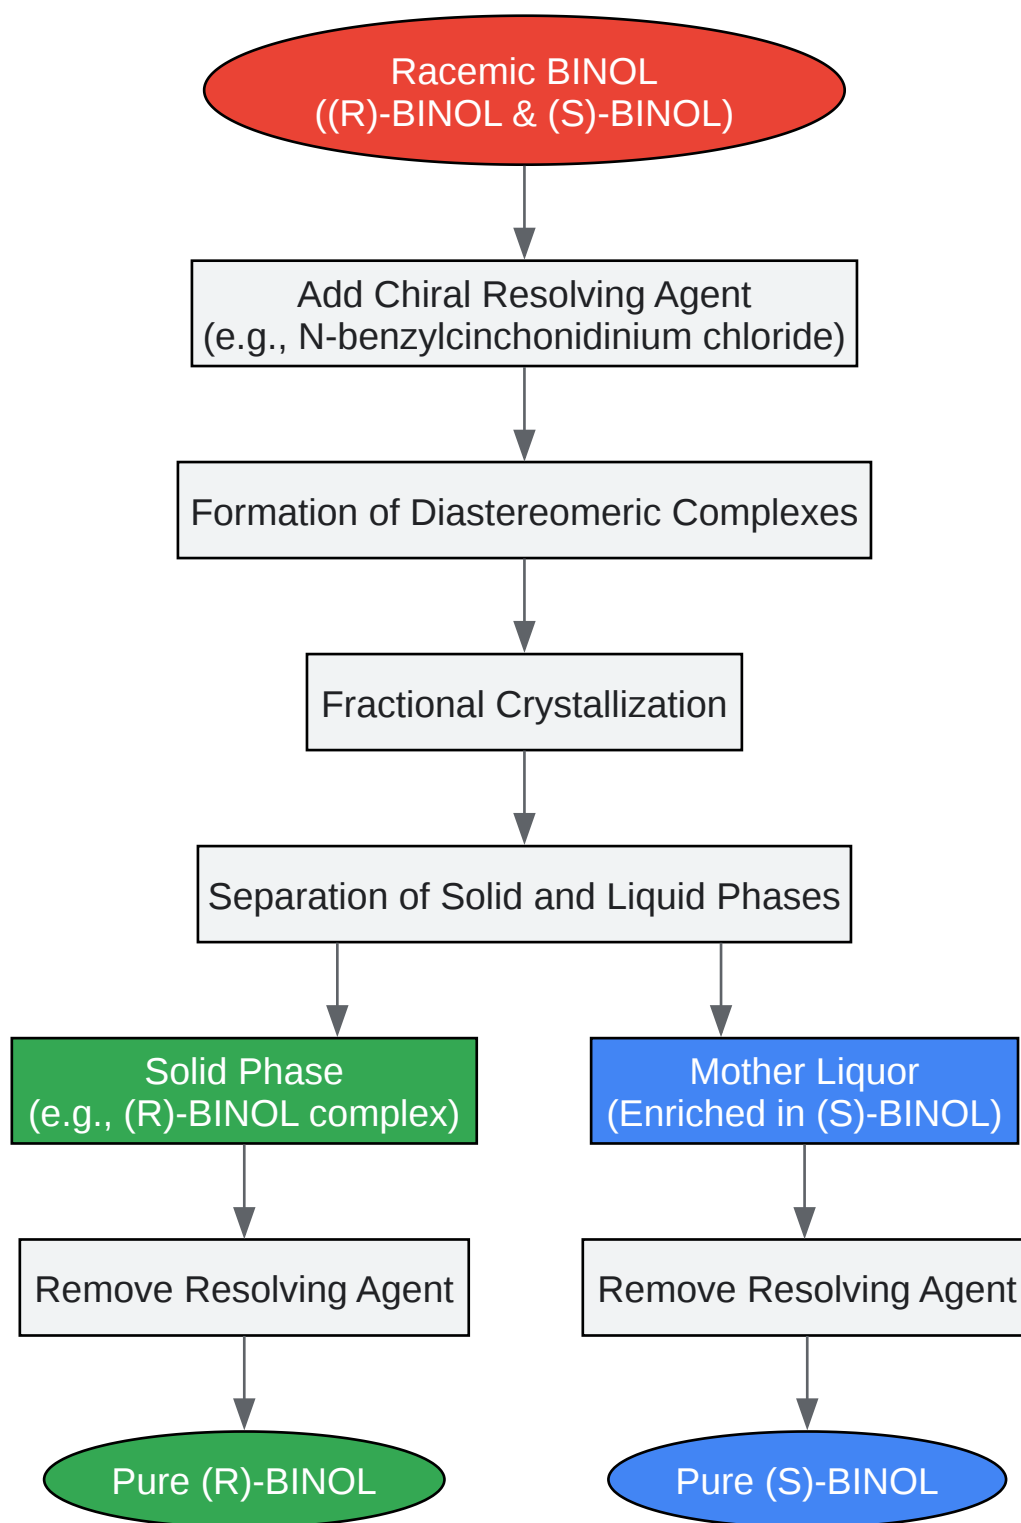 Racemic BINOL
((R)-BINOL & (S)-BINOL)
Add Chiral Resolving Agent
(e.g., N-benzylcinchonidinium chloride)
Formation of Diastereomeric Complexes
Fractional Crystallization
Separation of Solid and Liquid Phases
Solid Phase
(e.g., (R)-BINOL complex)
Mother Liquor
(Enriched in (S)-BINOL)
Remove Resolving Agent
Remove Resolving Agent
Pure (R)-BINOL
Pure (S)-BINOL